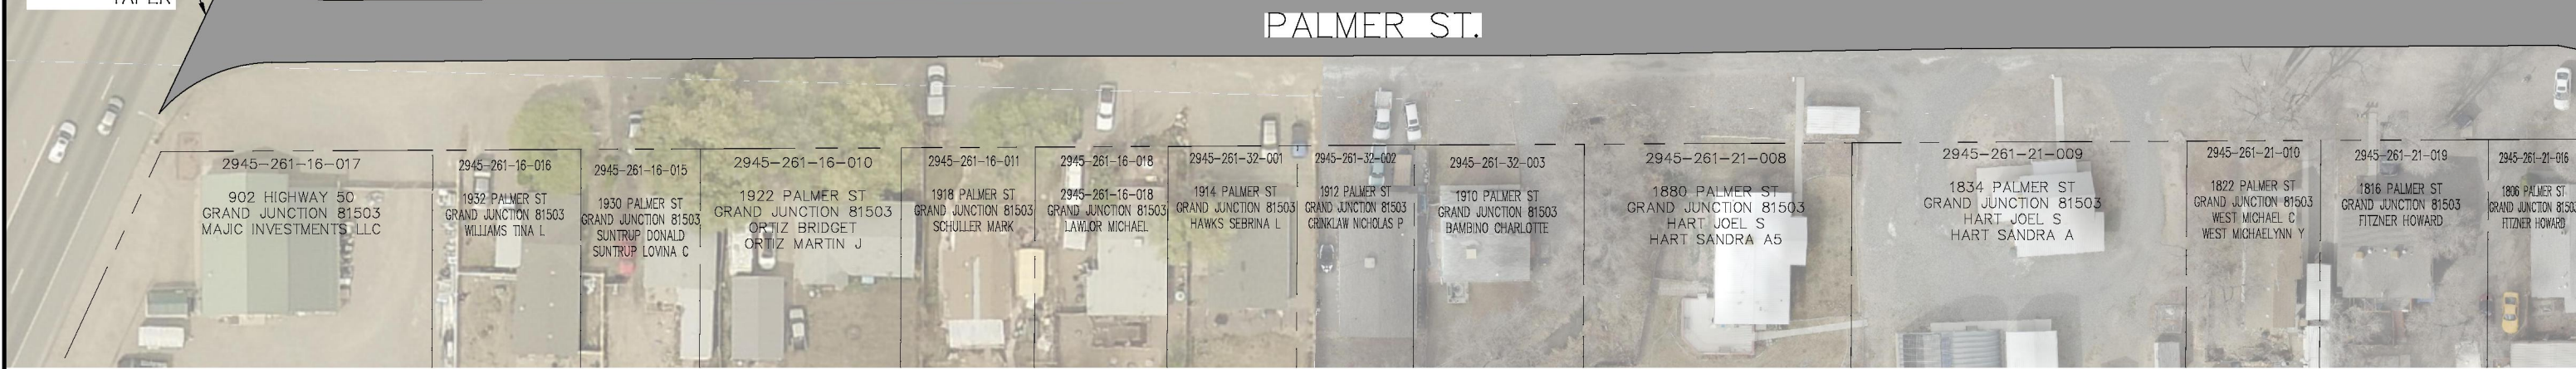 TAPER
PALMER ST.
2945-261-16-017
902 HIGHWAY 50
GRAND JUNCTION 81503
MAJIC INVESTMENTS LLC
2945-261-16-016
1932 PALMER ST
GRAND JUNCTION 81503
WILLIAMS TINA L
2945-261-16-015
1930 PALMER ST
GRAND JUNCTION 81503
SUNTRUP DONALD
SUNTRUP LOVINA C
2945-261-16-010
1922 PALMER ST
GRAND JUNCTION 81503
ORTIZ BRIDGET
ORTIZ MARTIN J
2945-261-16-011
1918 PALMER ST
GRAND JUNCTION 81503
SCHULLER MARK
2945-261-16-018
2945-261-16-018
GRAND JUNCTION 81503
LAWLOR MICHAEL
2945-261-32-001
1914 PALMER ST
GRAND JUNCTION 81503
HAWKS SEBRINA L
2945-261-32-002
1912 PALMER ST
GRAND JUNCTION 81503
CRINKLAW NICHOLAS P
2945-261-32-003
1910 PALMER ST
GRAND JUNCTION 81503
BAMBINO CHARLOTTE
2945-261-21-008
1880 PALMER ST
GRAND JUNCTION 81503
HART JOEL S
HART SANDRA A5
2945-261-21-009
1834 PALMER ST
GRAND JUNCTION 81503
HART JOEL S
HART SANDRA A
2945-261-21-010
1822 PALMER ST
GRAND JUNCTION 81503
WEST MICHAEL C
WEST MICHAELYNN Y
2945-261-21-019
1816 PALMER ST
GRAND JUNCTION 81503
FITZNER HOWARD
2945-261-21-016
1806 PALMER ST
GRAND JUNCTION 81503
FITZNER HOWARD